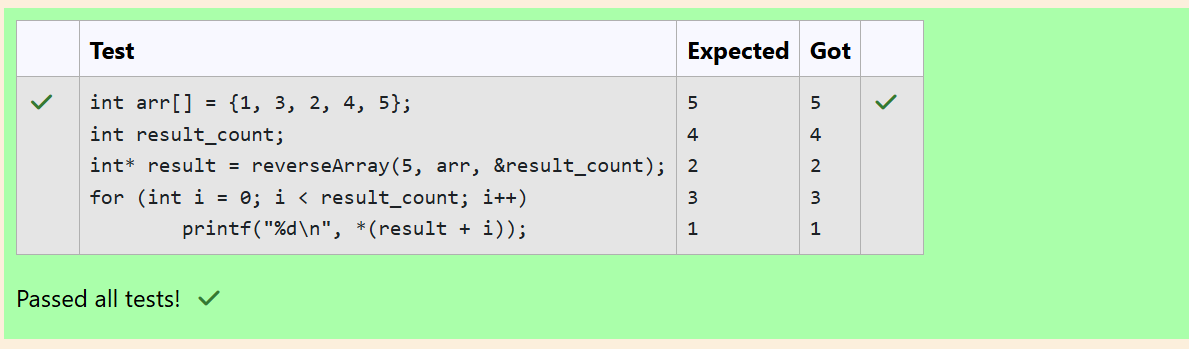 Test Expected Got
int arr[] = {1, 3, 2, 4, 5}; 5 5
int result_count; 4 4
int* result = reverseArray(5, arr, &result_count); 2 2
for (int i = 0; i < result_count; i++) 3 3
printf("%d\n", *(result + i)); 1 1
Passed all tests!